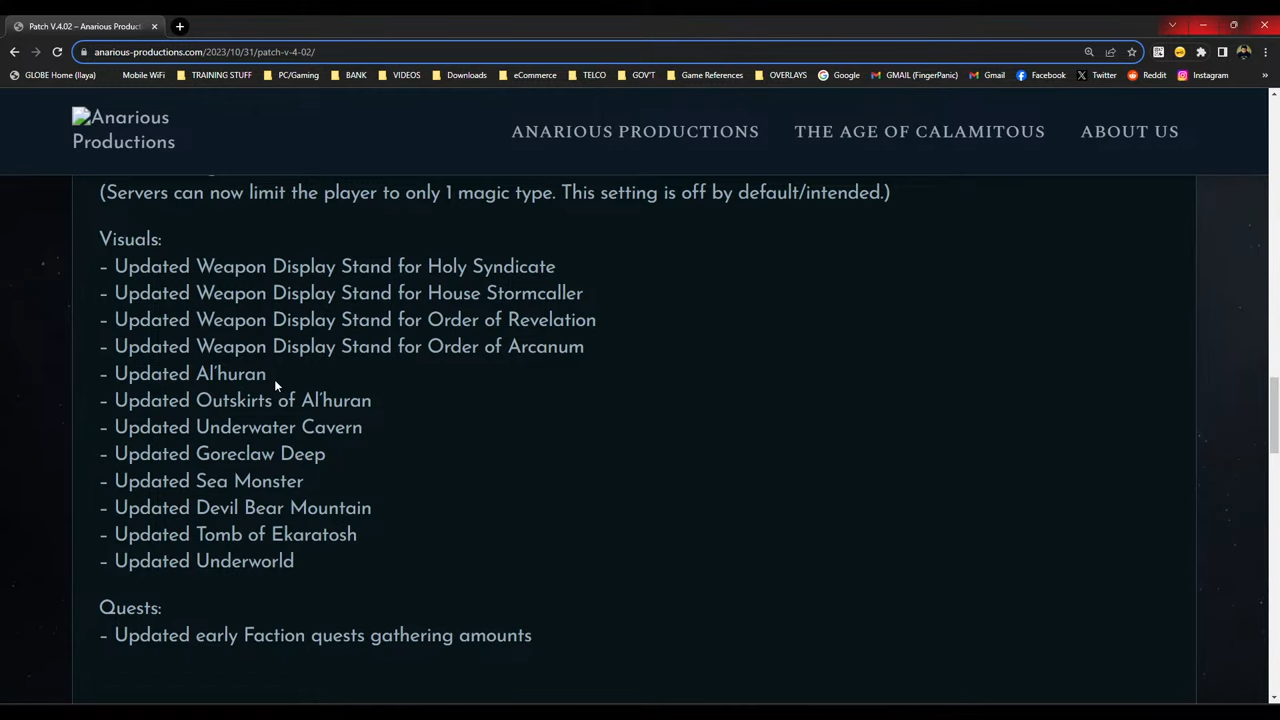 Patch V.4.02 – Anarious Product
anarious-productions.com/2023/10/31/patch-v-4-02/
GLOBE Home (Ilaya) Mobile WiFi TRAINING STUFF PC/Gaming BANK VIDEOS Downloads eCommerce TELCO GOV'T Game References OVERLAYS Google GMAIL (FingerPanic) Gmail Facebook Twitter Reddit Instagram »
Anarious
Productions
ANARIOUS PRODUCTIONS THE AGE OF CALAMITOUS ABOUT US
(Servers can now limit the player to only 1 magic type. This setting is off by default/intended.)
Visuals:
– Updated Weapon Display Stand for Holy Syndicate
– Updated Weapon Display Stand for House Stormcaller
– Updated Weapon Display Stand for Order of Revelation
– Updated Weapon Display Stand for Order of Arcanum
– Updated Al’huran
– Updated Outskirts of Al’huran
– Updated Underwater Cavern
– Updated Goreclaw Deep
– Updated Sea Monster
– Updated Devil Bear Mountain
– Updated Tomb of Ekaratosh
– Updated Underworld
Quests:
– Updated early Faction quests gathering amounts